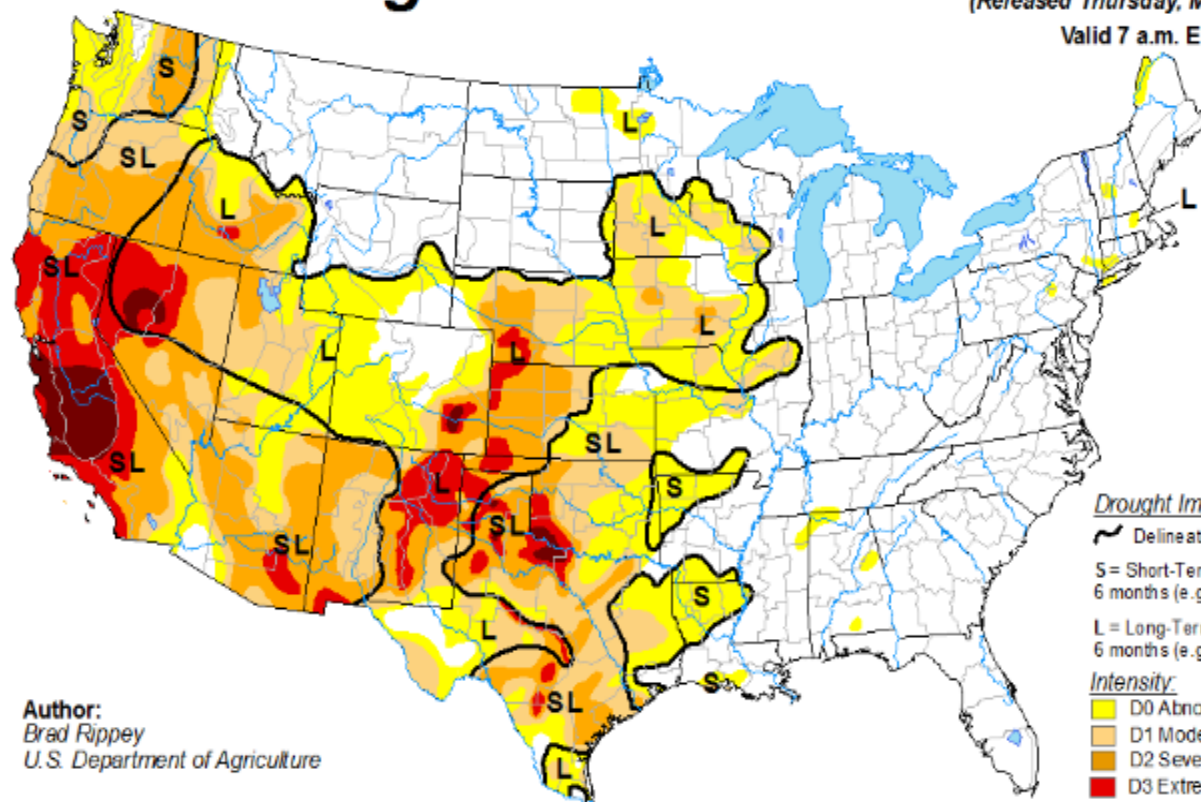 (Released Thursday, M
Valid 7 a.m. E
S
S
SL
L
L
L
SL
L
L
L
L
SL
SL
S
L
SL
SL
S
L
S
SL
L
Drought Im
Delineat
S = Short-Ter
6 months (e.g
L = Long-Ter
6 months (e.g
Intensity:
D0 Abno
D1 Mode
D2 Seve
D3 Extre
Author:
Brad Rippey
U.S. Department of Agriculture